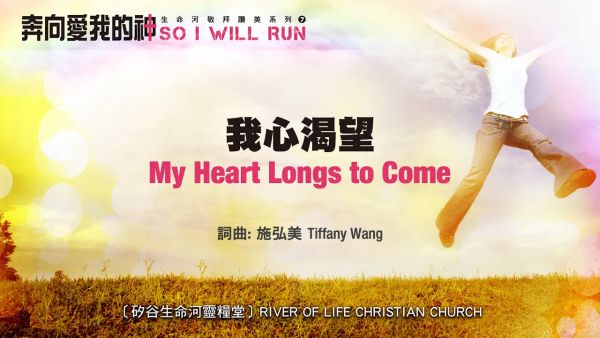 生命河敬拜讚美系列❼
奔向愛我的神 SO I WILL RUN
我心渴望
My Heart Longs to Come
詞曲: 施弘美 Tiffany Wang
〔矽谷生命河靈糧堂〕RIVER OF LIFE CHRISTIAN CHURCH